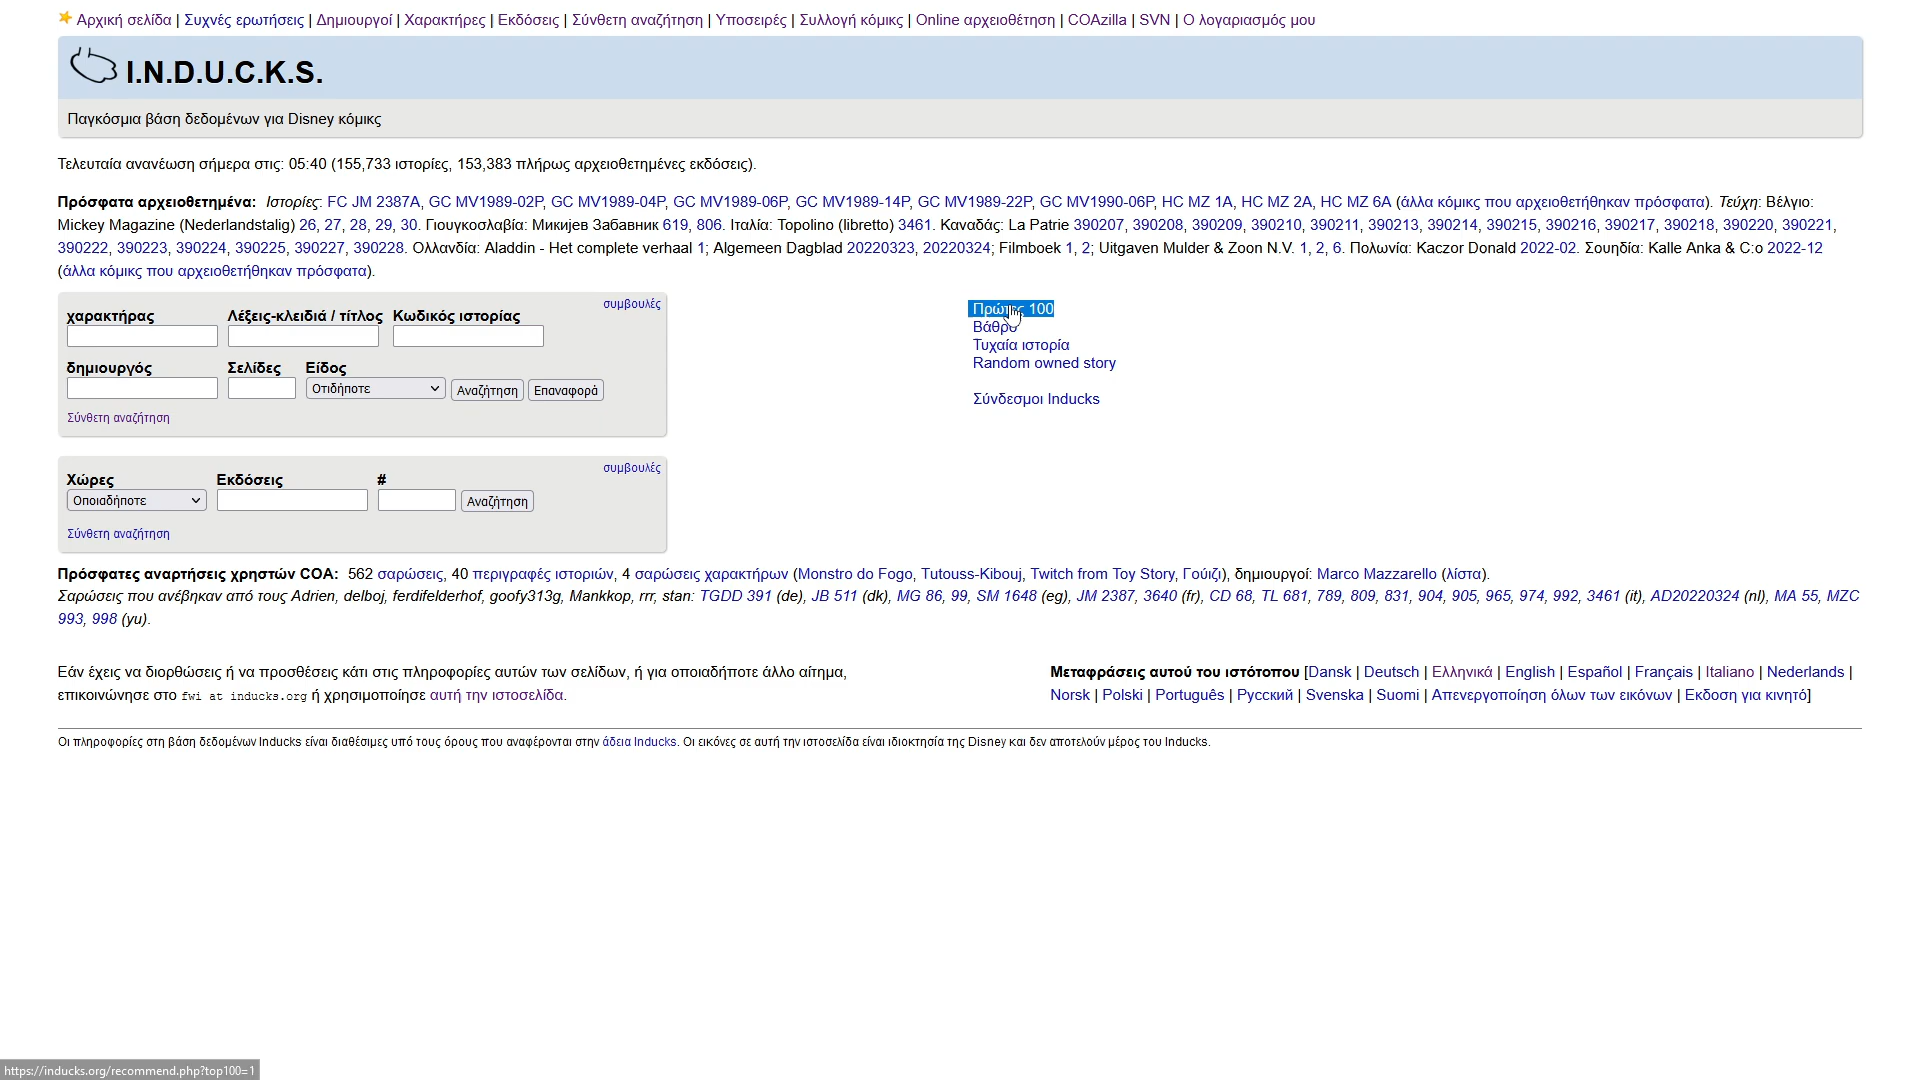 Αρχική σελίδα | Συχνές ερωτήσεις | Δημιουργοί | Χαρακτήρες | Εκδόσεις | Σύνθετη αναζήτηση | Υποσειρές | Συλλογή κόμικς | Online αρχειοθέτηση | COAzilla | SVN | Ο λογαριασμός μου
I.N.D.U.C.K.S.
Παγκόσμια βάση δεδομένων για Disney κόμικς
Τελευταία ανανέωση σήμερα στις: 05:40 (155,733 ιστορίες, 153,383 πλήρως αρχειοθετημένες εκδόσεις).
Πρόσφατα αρχειοθετημένα: Ιστορίες: FC JM 2387A, GC MV1989-02P, GC MV1989-04P, GC MV1989-06P, GC MV1989-14P, GC MV1989-22P, GC MV1990-06P, HC MZ 1A, HC MZ 2A, HC MZ 6A (άλλα κόμικς που αρχειοθετήθηκαν πρόσφατα). Τεύχη: Βέλγιο:
Mickey Magazine (Nederlandstalig) 26, 27, 28, 29, 30. Γιουγκοσλαβία: Микијев Забавник 619, 806. Ιταλία: Topolino (libretto) 3461. Καναδάς: La Patrie 390207, 390208, 390209, 390210, 390211, 390213, 390214, 390215, 390216, 390217, 390218, 390220, 390221,
390222, 390223, 390224, 390225, 390227, 390228. Ολλανδία: Aladdin - Het complete verhaal 1; Algemeen Dagblad 20220323, 20220324; Filmboek 1, 2; Uitgaven Mulder & Zoon N.V. 1, 2, 6. Πολωνία: Kaczor Donald 2022-02. Σουηδία: Kalle Anka & C:o 2022-12
(άλλα κόμικς που αρχειοθετήθηκαν πρόσφατα).
συμβουλές
χαρακτήρας Λέξεις-κλειδιά / τίτλος Κωδικός ιστορίας
δημιουργός Σελίδες Είδος
Οτιδήποτε Αναζήτηση Επαναφορά
Σύνθετη αναζήτηση
Πρώτες 100
Βάθρο
Τυχαία ιστορία
Random owned story
Σύνδεσμοι Inducks
συμβουλές
Χώρες Εκδόσεις #
Οποιαδήποτε Αναζήτηση
Σύνθετη αναζήτηση
Πρόσφατες αναρτήσεις χρηστών COA: 562 σαρώσεις, 40 περιγραφές ιστοριών, 4 σαρώσεις χαρακτήρων (Monstro do Fogo, Tutouss-Kibouj, Twitch from Toy Story, Γούιζι), δημιουργοί: Marco Mazzarello (λίστα).
Σαρώσεις που ανέβηκαν από τους Adrien, delboj, ferdifelderhof, goofy313g, Mankkop, rrr, stan: TGDD 391 (de), JB 511 (dk), MG 86, 99, SM 1648 (eg), JM 2387, 3640 (fr), CD 68, TL 681, 789, 809, 831, 904, 905, 965, 974, 992, 3461 (it), AD20220324 (nl), MA 55, MZC
993, 998 (yu).
Εάν έχεις να διορθώσεις ή να προσθέσεις κάτι στις πληροφορίες αυτών των σελίδων, ή για οποιαδήποτε άλλο αίτημα,
επικοινώνησε στο fwi at inducks.org ή χρησιμοποίησε αυτή την ιστοσελίδα.
Μεταφράσεις αυτού του ιστότοπου [Dansk | Deutsch | Ελληνικά | English | Español | Français | Italiano | Nederlands |
Norsk | Polski | Português | Русский | Svenska | Suomi | Απενεργοποίηση όλων των εικόνων | Εκδοση για κινητό]
Οι πληροφορίες στη βάση δεδομένων Inducks είναι διαθέσιμες υπό τους όρους που αναφέρονται στην άδεια Inducks. Οι εικόνες σε αυτή την ιστοσελίδα είναι ιδιοκτησία της Disney και δεν αποτελούν μέρος του Inducks.
https://inducks.org/recommend.php?top100=1